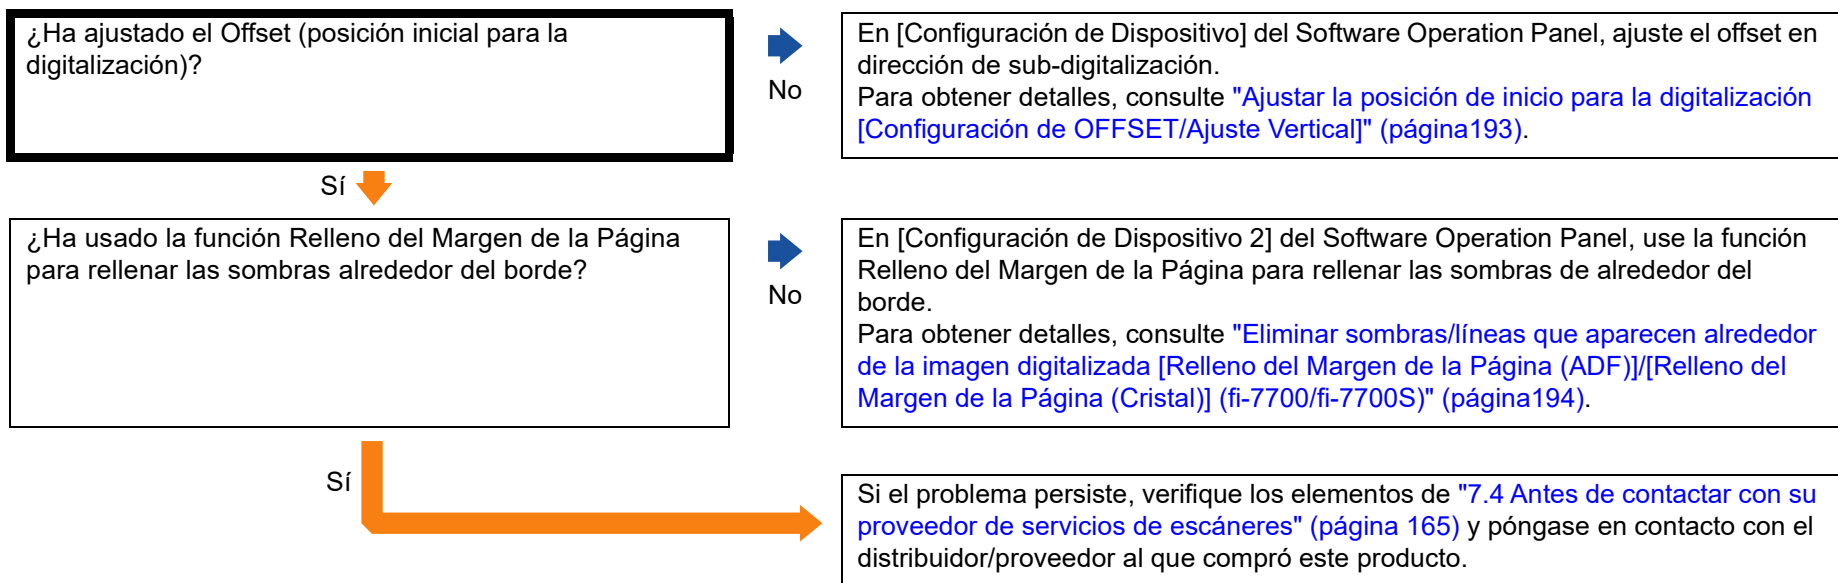 ¿Ha ajustado el Offset (posición inicial para la
digitalización)?
No
En [Configuración de Dispositivo] del Software Operation Panel, ajuste el offset en
dirección de sub-digitalización.
Para obtener detalles, consulte "Ajustar la posición de inicio para la digitalización
[Configuración de OFFSET/Ajuste Vertical]" (página193).
Sí
¿Ha usado la función Relleno del Margen de la Página
para rellenar las sombras alrededor del borde?
No
En [Configuración de Dispositivo 2] del Software Operation Panel, use la función
Relleno del Margen de la Página para rellenar las sombras de alrededor del
borde.
Para obtener detalles, consulte "Eliminar sombras/líneas que aparecen alrededor
de la imagen digitalizada [Relleno del Margen de la Página (ADF)]/[Relleno del
Margen de la Página (Cristal)] (fi-7700/fi-7700S)" (página194).
Sí
Si el problema persiste, verifique los elementos de "7.4 Antes de contactar con su
proveedor de servicios de escáneres" (página 165) y póngase en contacto con el
distribuidor/proveedor al que compró este producto.